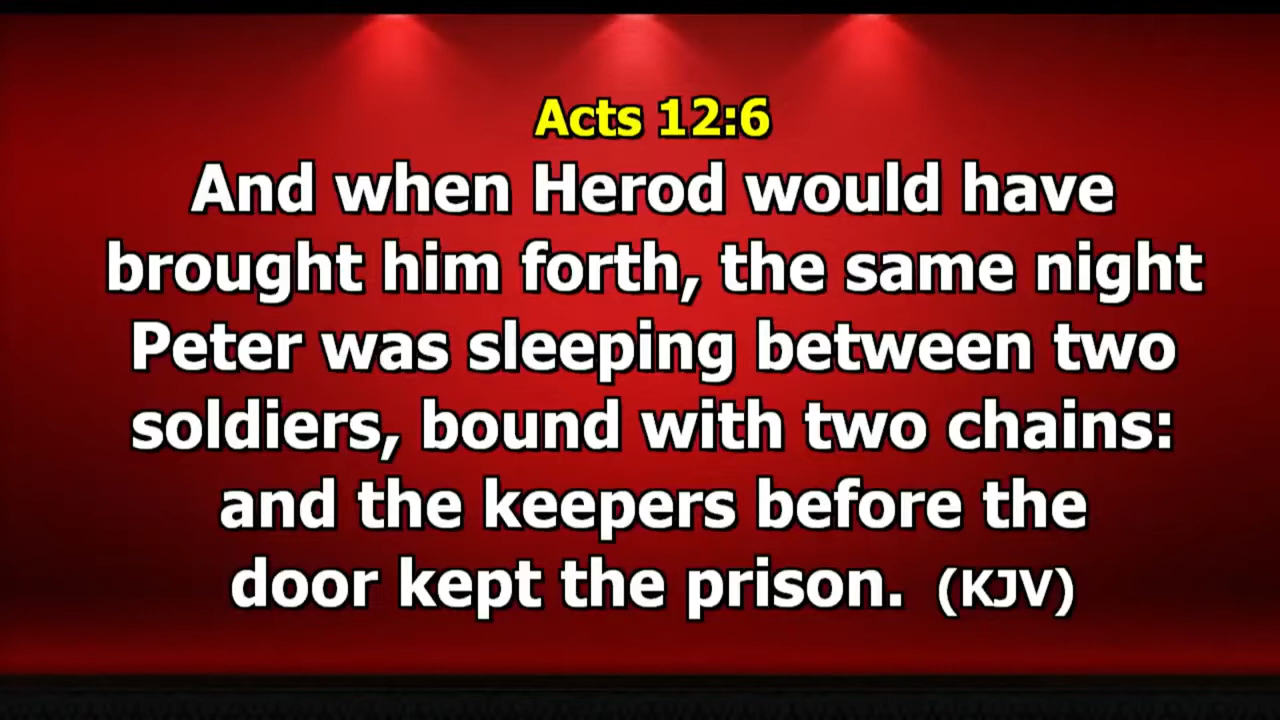 Acts 12:6
And when Herod would have
brought him forth, the same night
Peter was sleeping between two
soldiers, bound with two chains:
and the keepers before the
door kept the prison. (KJV)